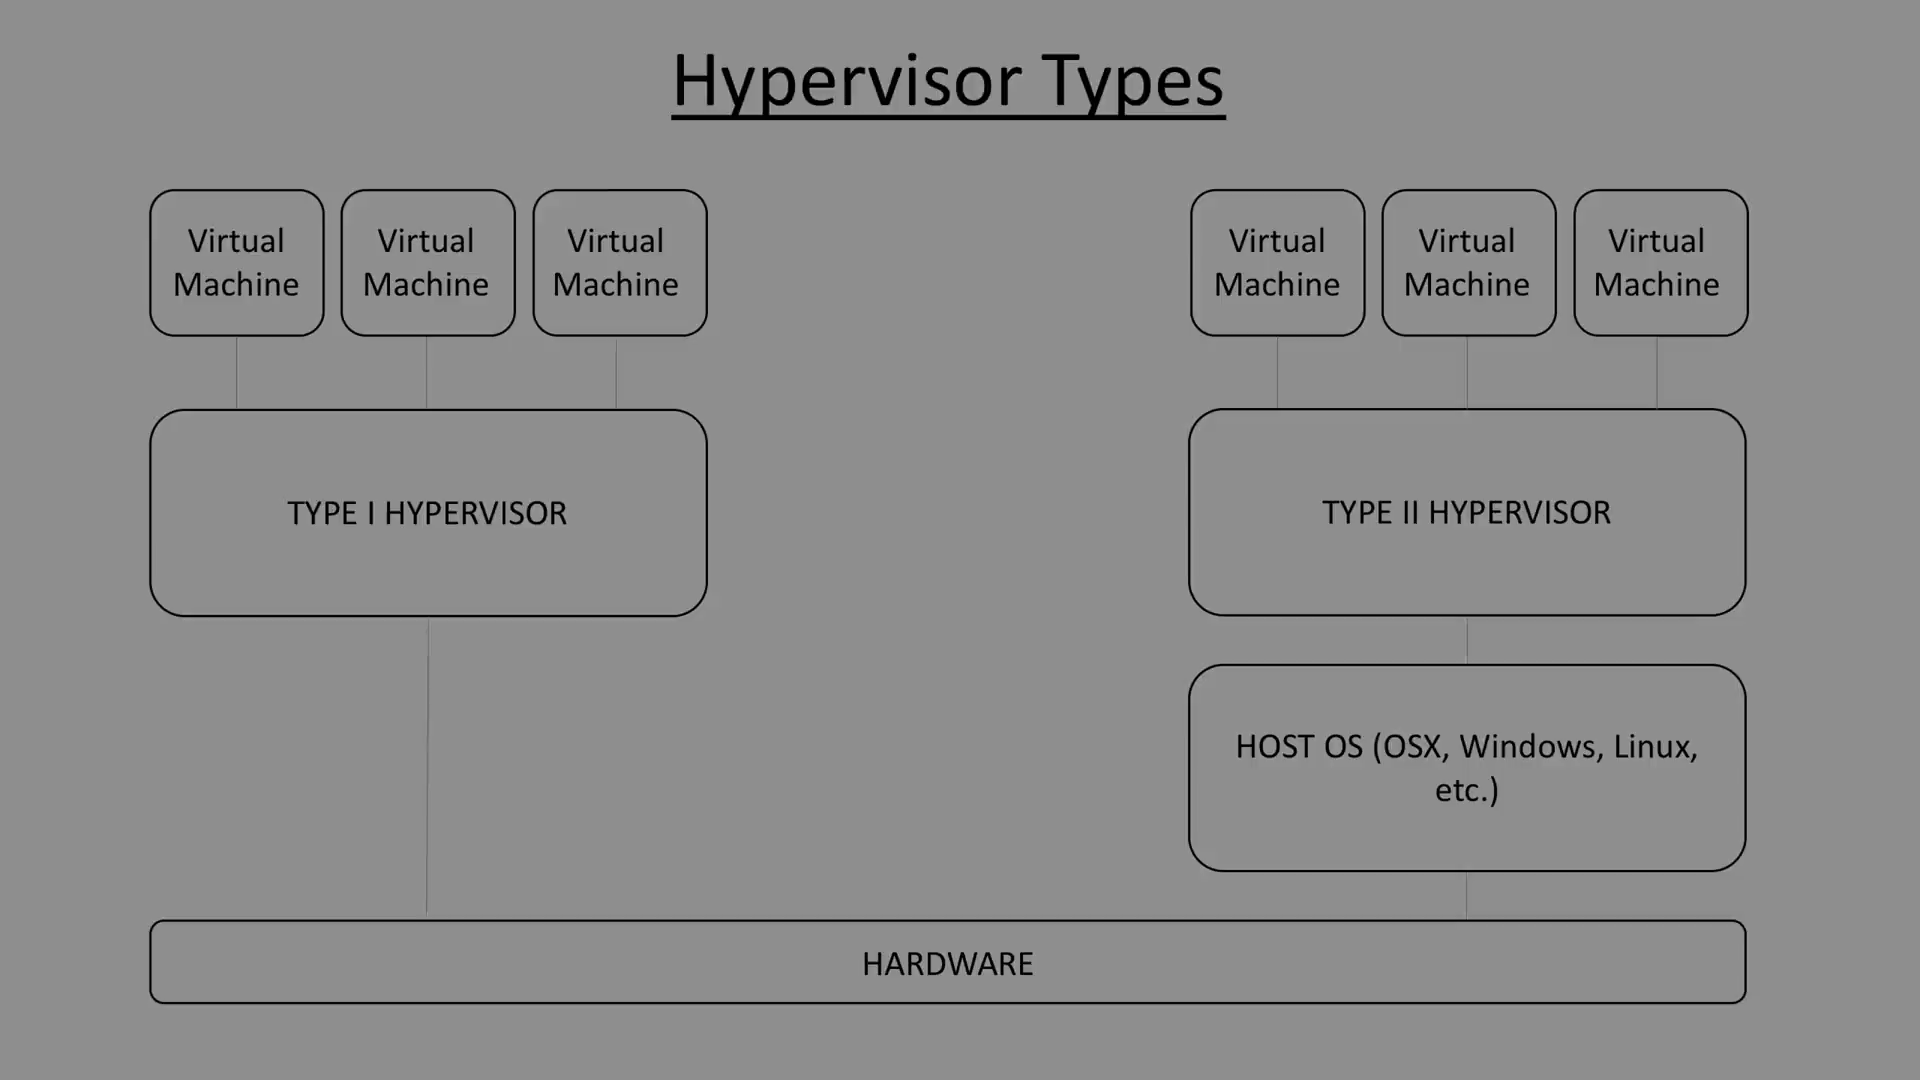 Hypervisor Types
Virtual
Machine
Virtual
Machine
Virtual
Machine
Virtual
Machine
Virtual
Machine
Virtual
Machine
TYPE I HYPERVISOR
TYPE II HYPERVISOR
HOST OS (OSX, Windows, Linux,
etc.)
HARDWARE